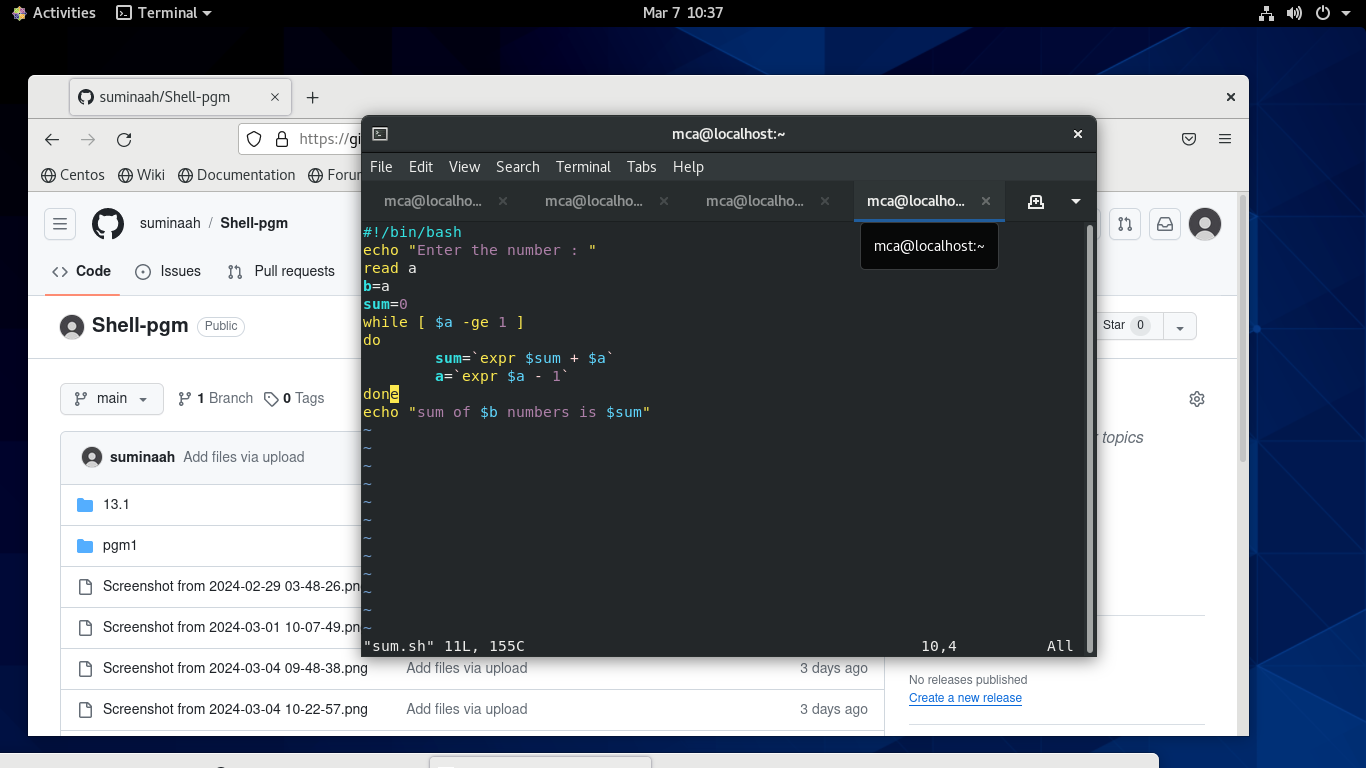 Activities Terminal Mar 7 10:37
suminaah/Shell-pgm
https://gi
Centos Wiki Documentation Forun
mca@localhost:~
File Edit View Search Terminal Tabs Help
mca@localho... mca@localho... mca@localho... mca@localho...
mca@localhost:~
suminaah / Shell-pgm
Code Issues Pull requests
Shell-pgm Public
Star 0
main 1 Branch 0 Tags
topics
suminaah Add files via upload
13.1
pgm1
Screenshot from 2024-02-29 03-48-26.pn
Screenshot from 2024-03-01 10-07-49.pn
Screenshot from 2024-03-04 09-48-38.png Add files via upload 3 days ago
Screenshot from 2024-03-04 10-22-57.png Add files via upload 3 days ago
No releases published
Create a new release
#!/bin/bash
echo "Enter the number : "
read a
b=a
sum=0
while [ $a -ge 1 ]
do
        sum=`expr $sum + $a`
        a=`expr $a - 1`
done
echo "sum of $b numbers is $sum"
~
~
~
~
~
~
~
~
~
~
~
~
"sum.sh" 11L, 155C 10,4 All